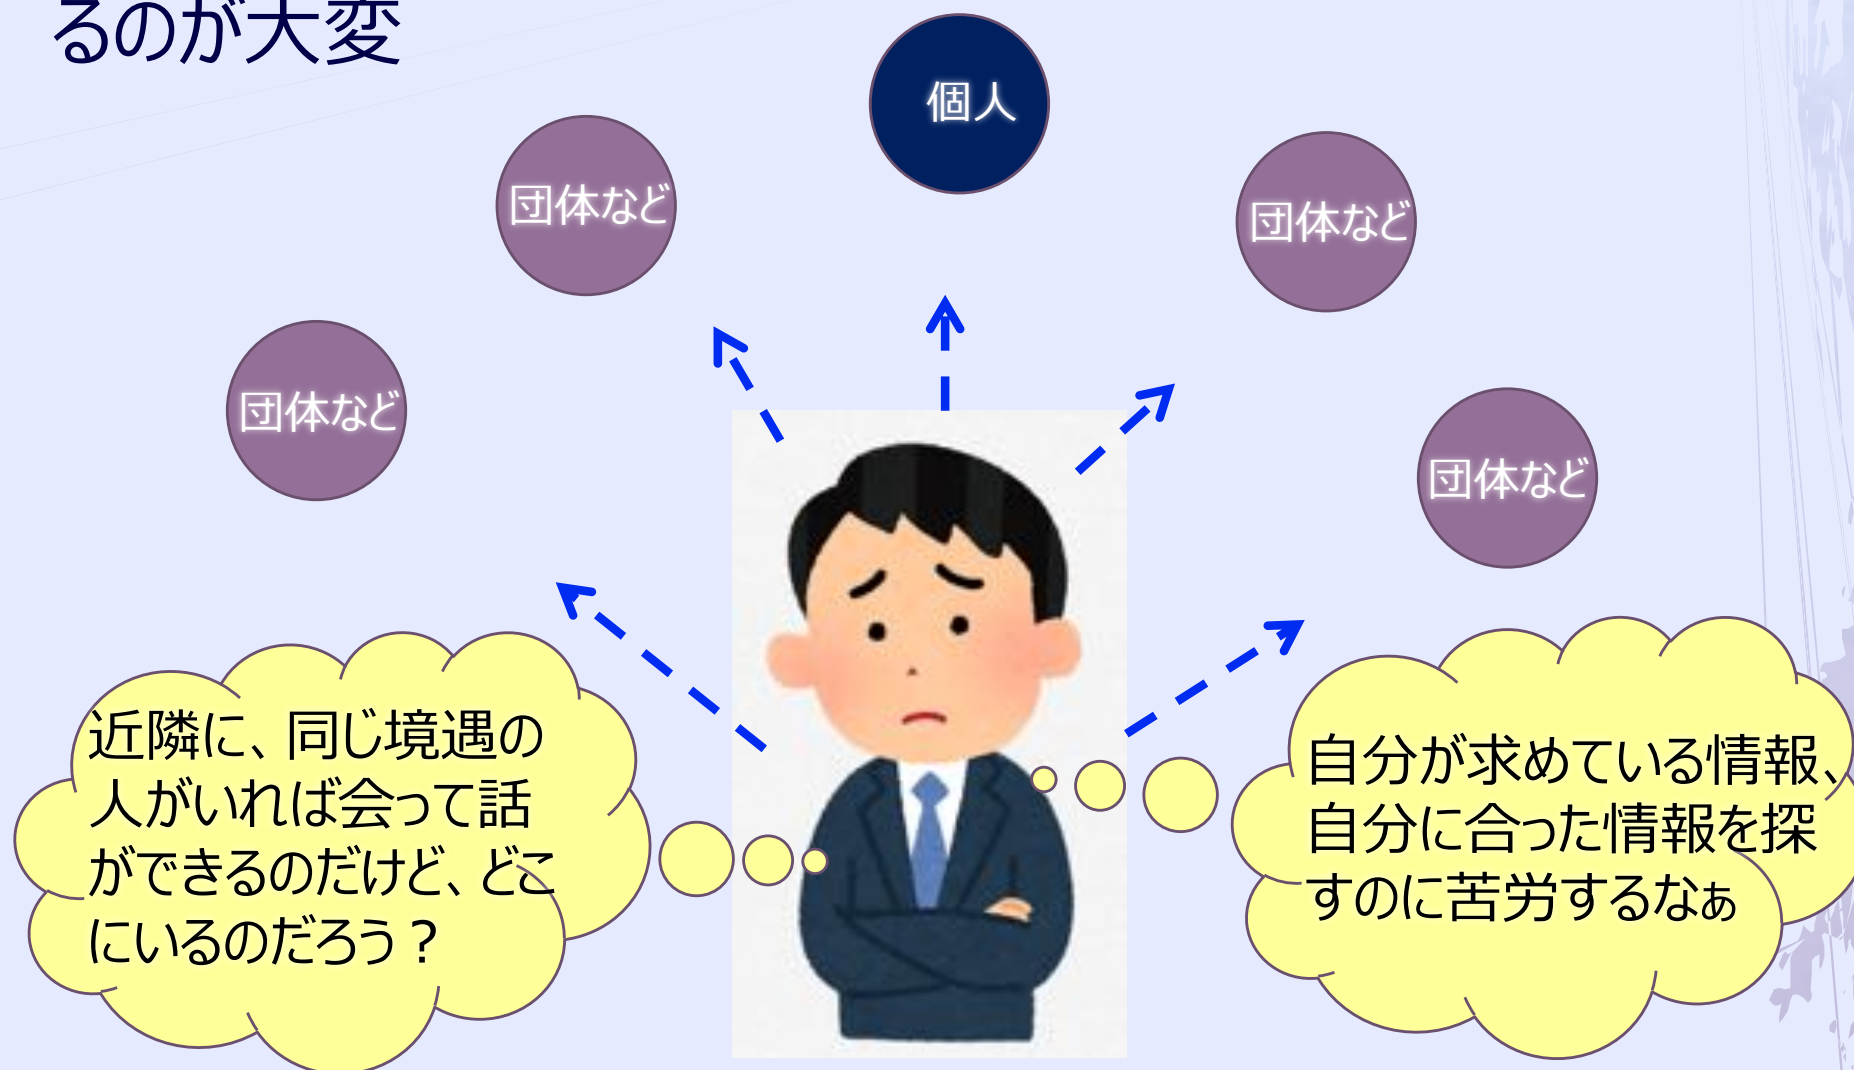 るのが大変
個人
団体など
団体など
団体など
団体など
近隣に、同じ境遇の
人がいれば会って話
ができるのだけど、どこ
にいるのだろう？
自分が求めている情報、
自分に合った情報を探
すのに苦労するなぁ